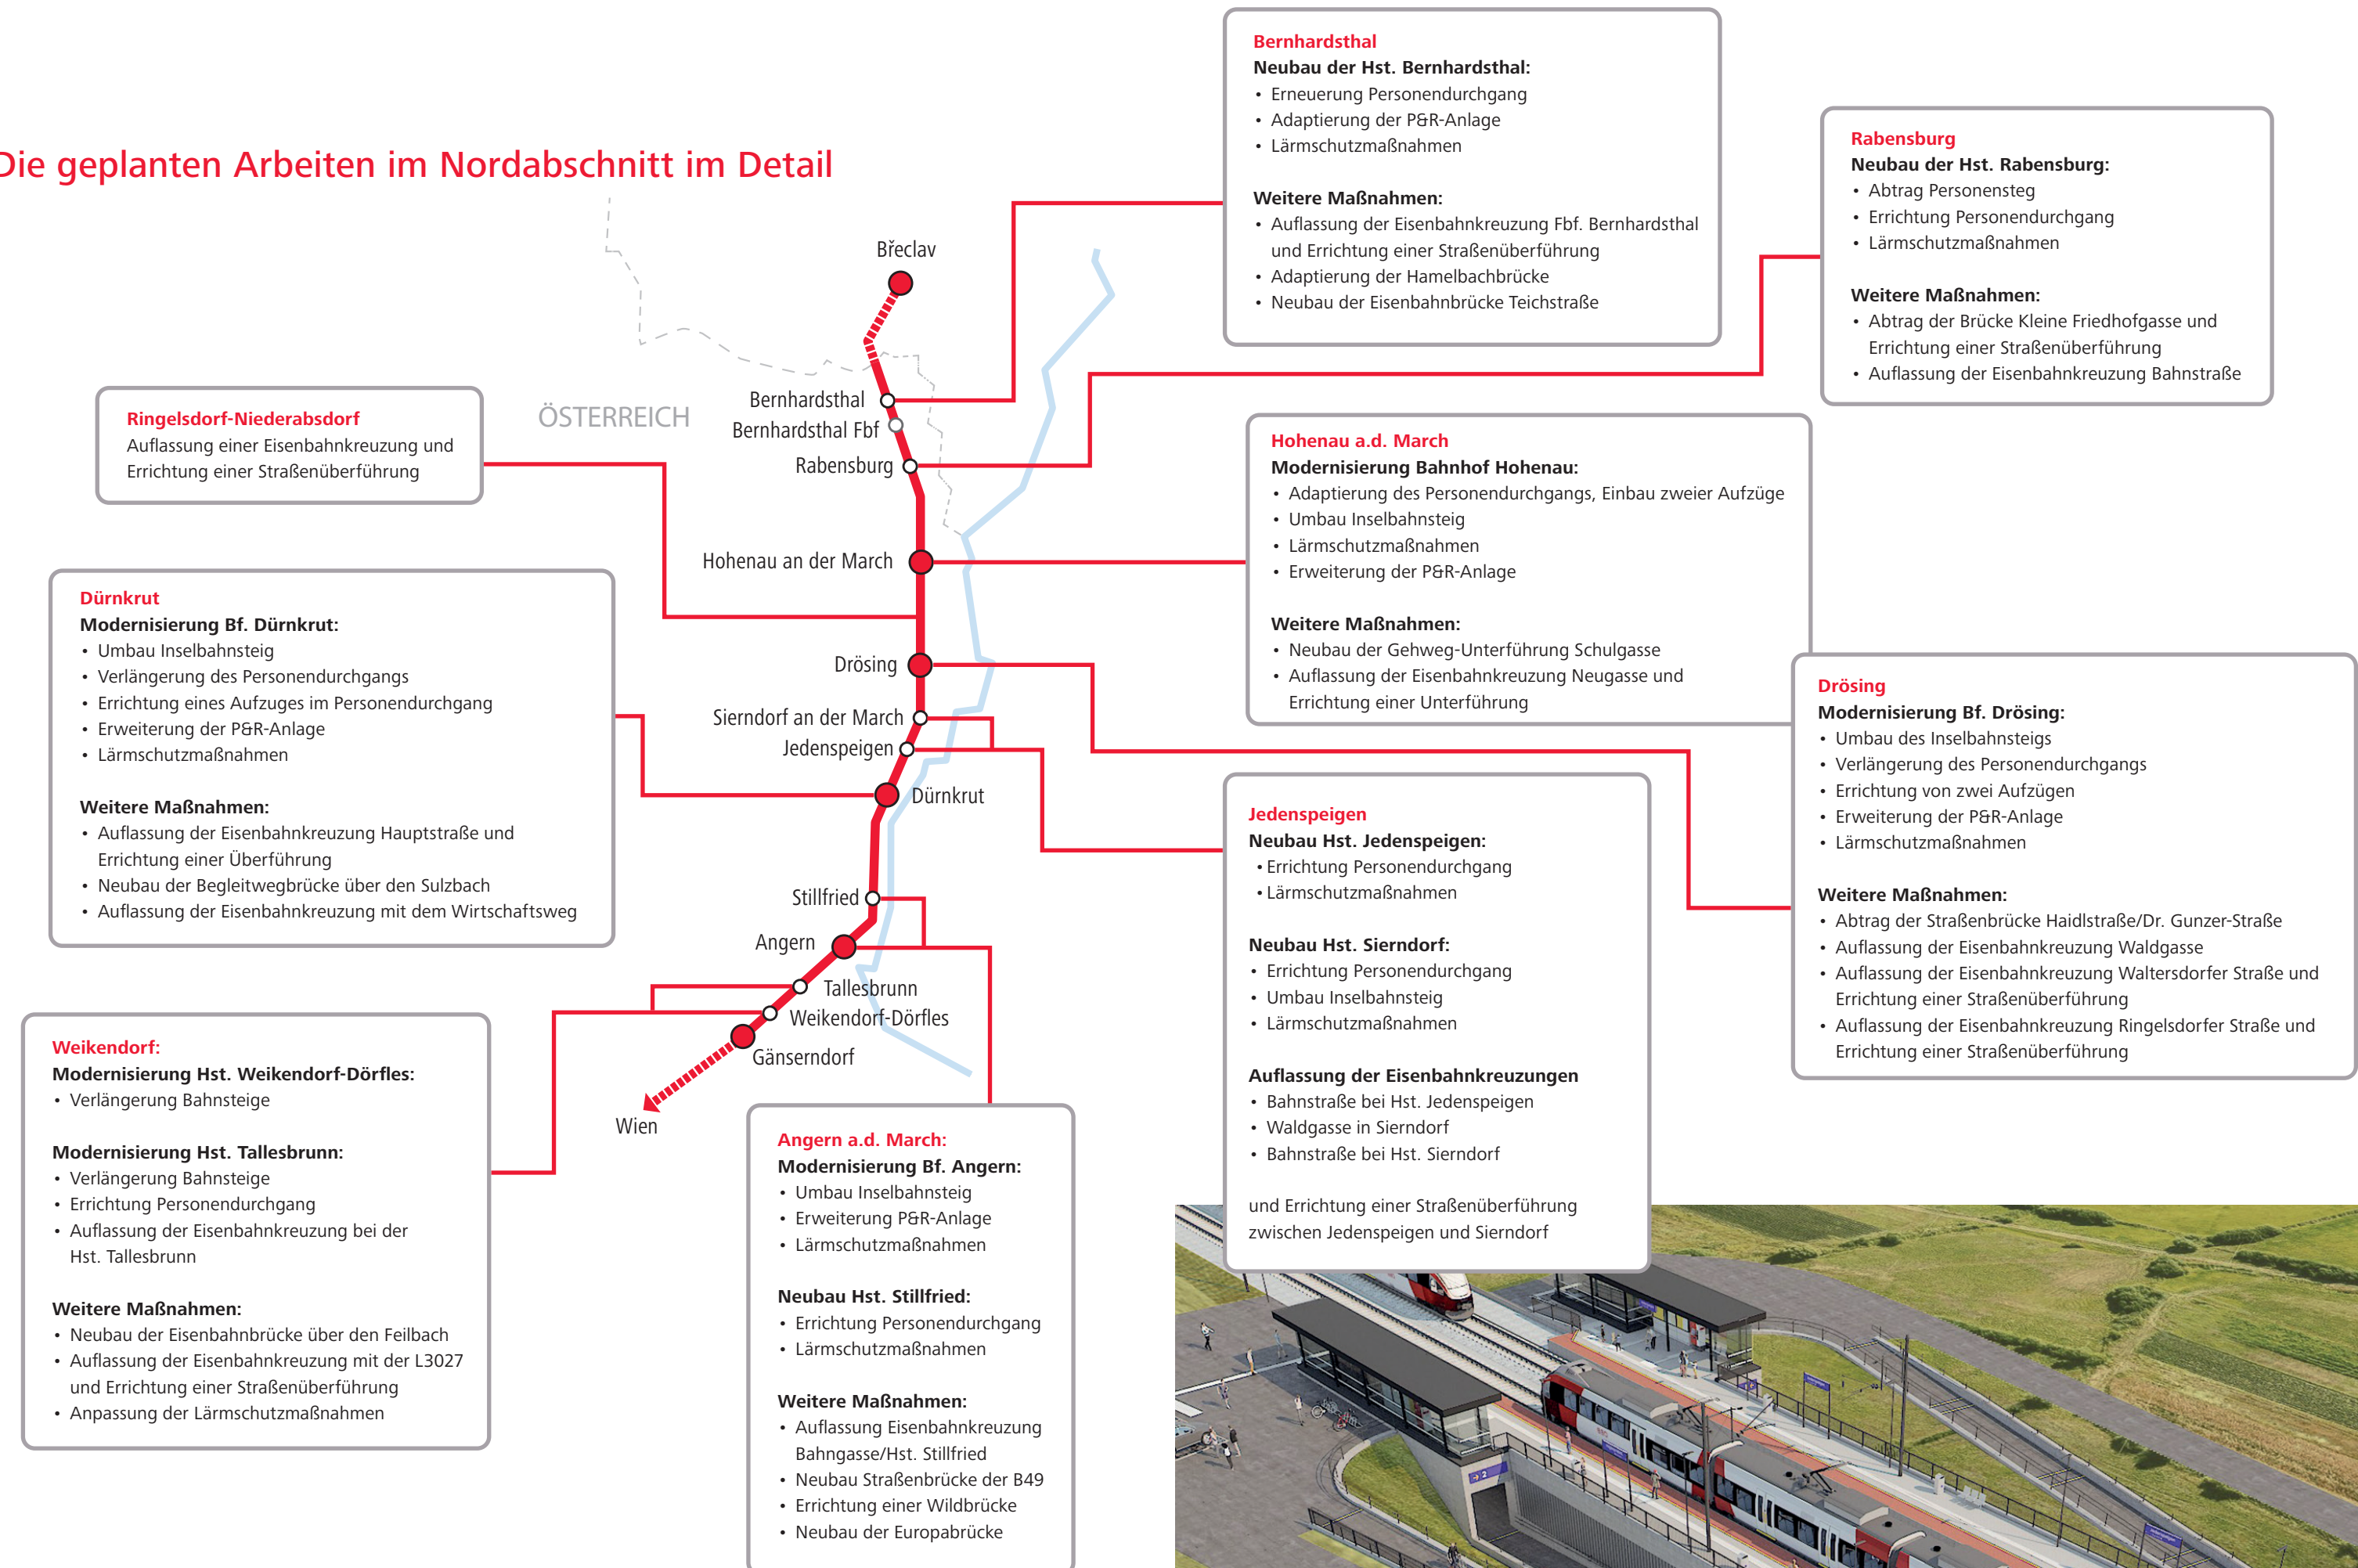 Die geplanten Arbeiten im Nordabschnitt im Detail
Bernhardsthal
Neubau der Hst. Bernhardsthal:
• Erneuerung Personendurchgang
• Adaptierung der P&R-Anlage
• Lärmschutzmaßnahmen
Weitere Maßnahmen:
• Auflassung der Eisenbahnkreuzung Fbf. Bernhardsthal
und Errichtung einer Straßenüberführung
• Adaptierung der Hamelbachbrücke
• Neubau der Eisenbahnbrücke Teichstraße
Rabensburg
Neubau der Hst. Rabensburg:
• Abtrag Personensteg
• Errichtung Personendurchgang
• Lärmschutzmaßnahmen
Weitere Maßnahmen:
• Abtrag der Brücke Kleine Friedhofgasse und
Errichtung einer Straßenüberführung
• Auflassung der Eisenbahnkreuzung Bahnstraße
Ringelsdorf-Niederabsdorf
Auflassung einer Eisenbahnkreuzung und
Errichtung einer Straßenüberführung
ÖSTERREICH
Břeclav
Bernhardsthal
Bernhardsthal Fbf
Rabensburg
Hohenau an der March
Drösing
Sierndorf an der March
Jedenspeigen
Dürnkrut
Stillfried
Angern
Tallesbrunn
Weikendorf-Dörfles
Gänserndorf
Wien
Hohenau a.d. March
Modernisierung Bahnhof Hohenau:
• Adaptierung des Personendurchgangs, Einbau zweier Aufzüge
• Umbau Inselbahnsteig
• Lärmschutzmaßnahmen
• Erweiterung der P&R-Anlage
Weitere Maßnahmen:
• Neubau der Gehweg-Unterführung Schulgasse
• Auflassung der Eisenbahnkreuzung Neugasse und
Errichtung einer Unterführung
Dürnkrut
Modernisierung Bf. Dürnkrut:
• Umbau Inselbahnsteig
• Verlängerung des Personendurchgangs
• Errichtung eines Aufzuges im Personendurchgang
• Erweiterung der P&R-Anlage
• Lärmschutzmaßnahmen
Weitere Maßnahmen:
• Auflassung der Eisenbahnkreuzung Hauptstraße und
Errichtung einer Überführung
• Neubau der Begleitwegbrücke über den Sulzbach
• Auflassung der Eisenbahnkreuzung mit dem Wirtschaftsweg
Drösing
Modernisierung Bf. Drösing:
• Umbau des Inselbahnsteigs
• Verlängerung des Personendurchgangs
• Errichtung von zwei Aufzügen
• Erweiterung der P&R-Anlage
• Lärmschutzmaßnahmen
Weitere Maßnahmen:
• Abtrag der Straßenbrücke Haidlstraße/Dr. Gunzer-Straße
• Auflassung der Eisenbahnkreuzung Waldgasse
• Auflassung der Eisenbahnkreuzung Waltersdorfer Straße und
Errichtung einer Straßenüberführung
• Auflassung der Eisenbahnkreuzung Ringelsdorfer Straße und
Errichtung einer Straßenüberführung
Jedenspeigen
Neubau Hst. Jedenspeigen:
• Errichtung Personendurchgang
• Lärmschutzmaßnahmen
Neubau Hst. Sierndorf:
• Errichtung Personendurchgang
• Umbau Inselbahnsteig
• Lärmschutzmaßnahmen
Auflassung der Eisenbahnkreuzungen
• Bahnstraße bei Hst. Jedenspeigen
• Waldgasse in Sierndorf
• Bahnstraße bei Hst. Sierndorf
und Errichtung einer Straßenüberführung
zwischen Jedenspeigen und Sierndorf
Weikendorf:
Modernisierung Hst. Weikendorf-Dörfles:
• Verlängerung Bahnsteige
Modernisierung Hst. Tallesbrunn:
• Verlängerung Bahnsteige
• Errichtung Personendurchgang
• Auflassung der Eisenbahnkreuzung bei der
Hst. Tallesbrunn
Weitere Maßnahmen:
• Neubau der Eisenbahnbrücke über den Feilbach
• Auflassung der Eisenbahnkreuzung mit der L3027
und Errichtung einer Straßenüberführung
• Anpassung der Lärmschutzmaßnahmen
Angern a.d. March:
Modernisierung Bf. Angern:
• Umbau Inselbahnsteig
• Erweiterung P&R-Anlage
• Lärmschutzmaßnahmen
Neubau Hst. Stillfried:
• Errichtung Personendurchgang
• Lärmschutzmaßnahmen
Weitere Maßnahmen:
• Auflassung Eisenbahnkreuzung
Bahngasse/Hst. Stillfried
• Neubau Straßenbrücke der B49
• Errichtung einer Wildbrücke
• Neubau der Europabrücke
2